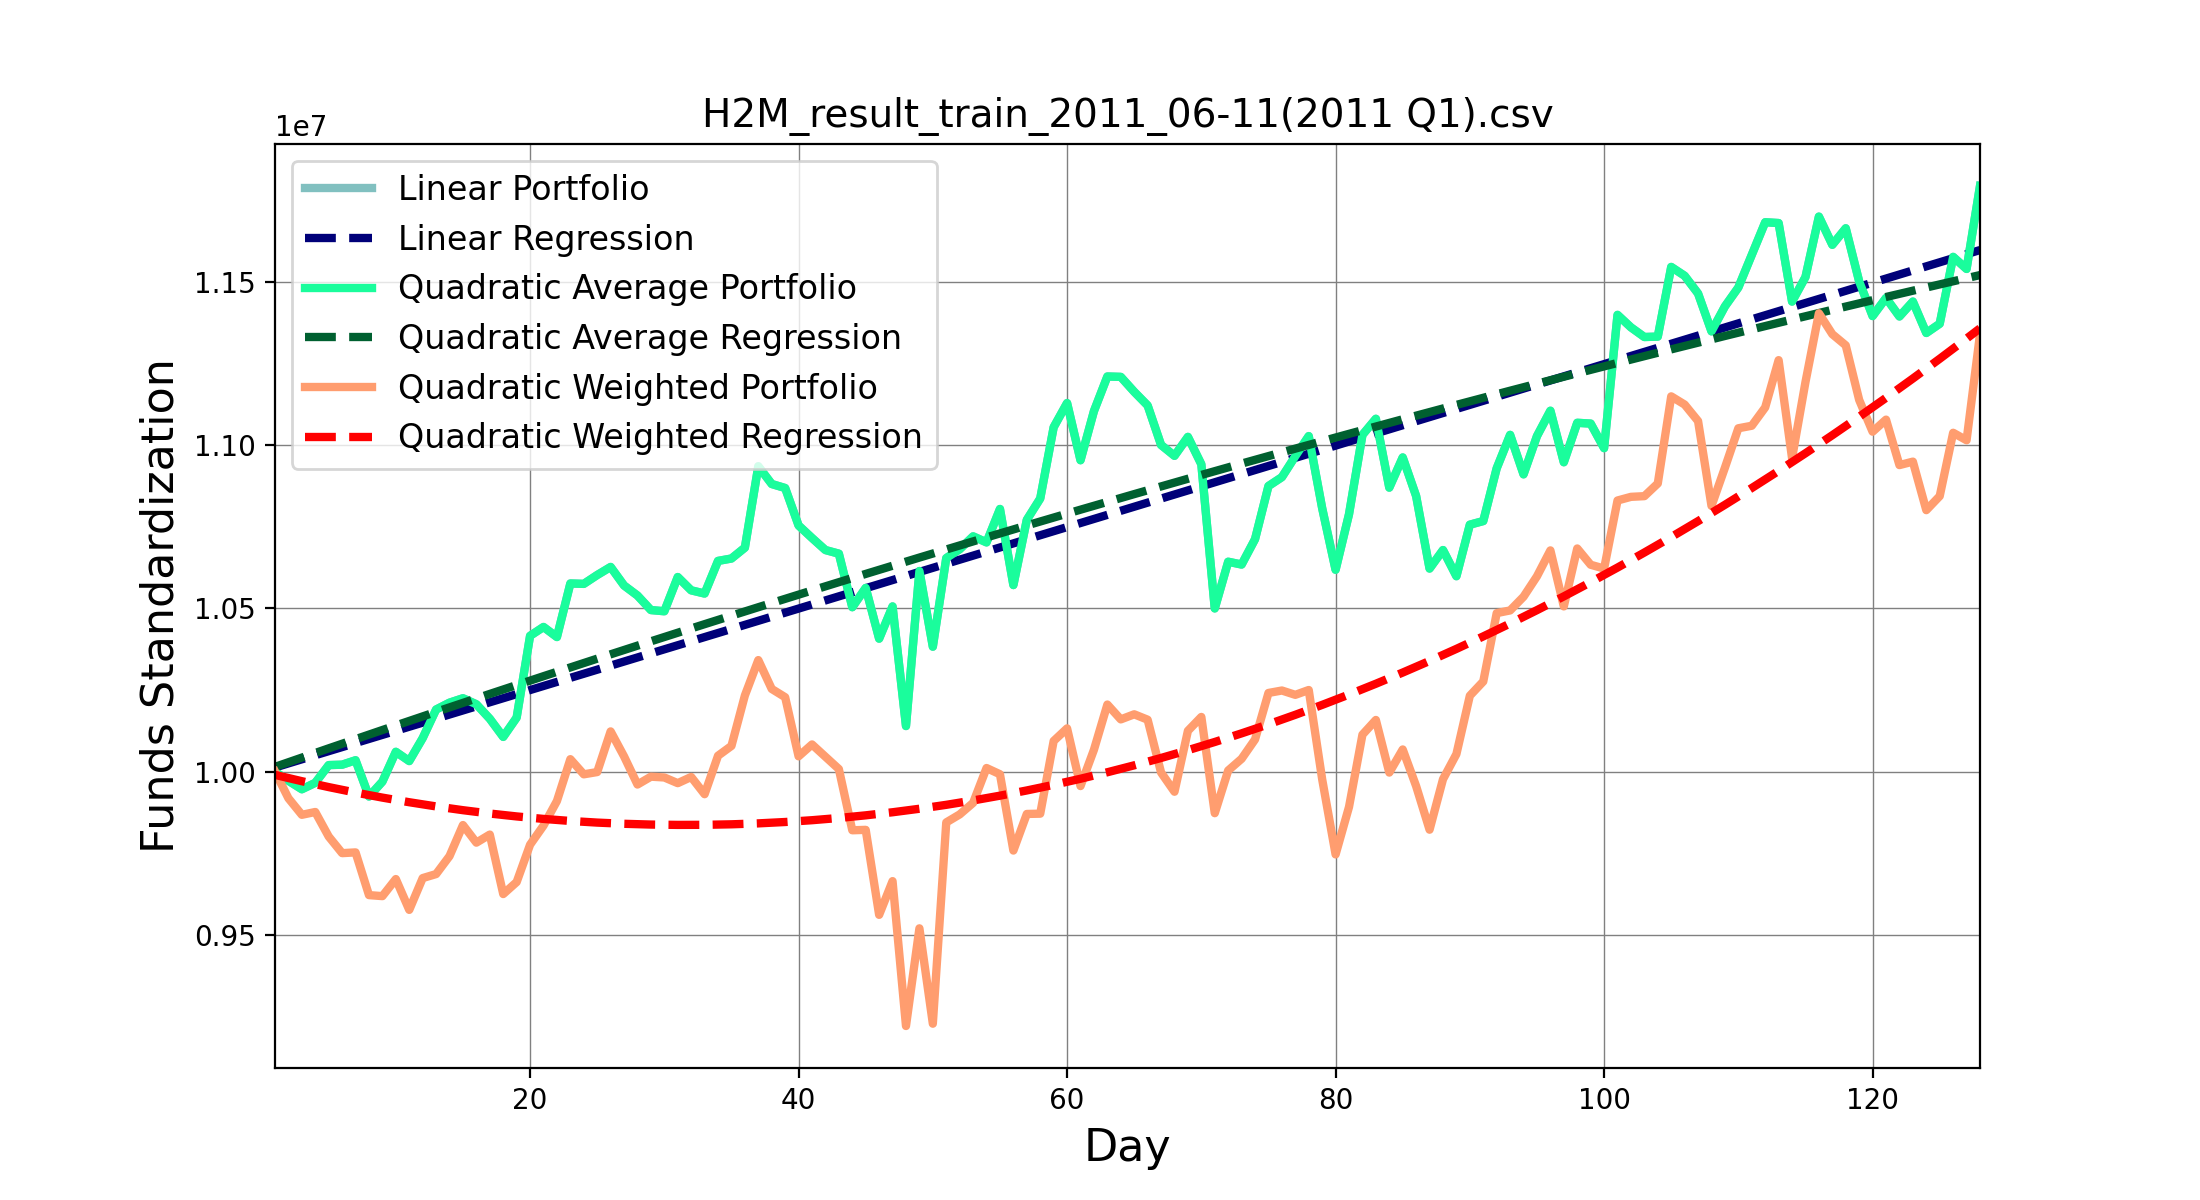 H2M_result_train_2011_06-11(2011 Q1).csv
1e7
Linear Portfolio
Linear Regression
Quadratic Average Portfolio
Quadratic Average Regression
Quadratic Weighted Portfolio
Quadratic Weighted Regression
1.15
1.10
1.05
1.00
0.95
Funds Standardization
20 40 60 80 100 120
Day